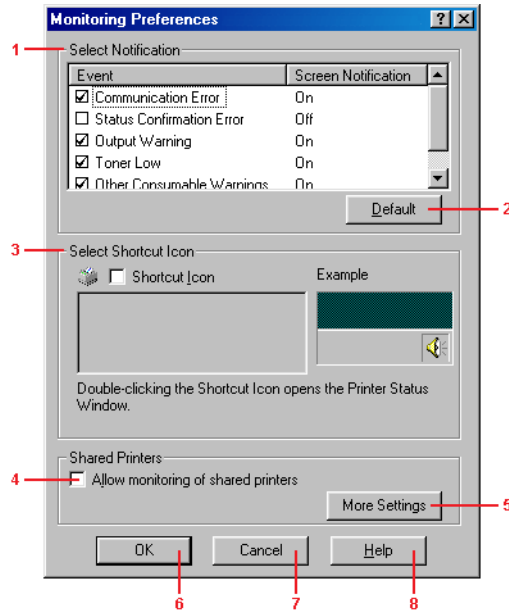 Monitoring Preferences
1
Select Notification
Event Screen Notification
Communication Error On
Status Confirmation Error Off
Output Warning On
Toner Low On
Other Consumable Warnings On
Default
2
3
Select Shortcut Icon
Shortcut Icon
Example
Double-clicking the Shortcut Icon opens the Printer Status
Window.
Shared Printers
4
Allow monitoring of shared printers
More Settings
5
OK Cancel Help
6 7 8